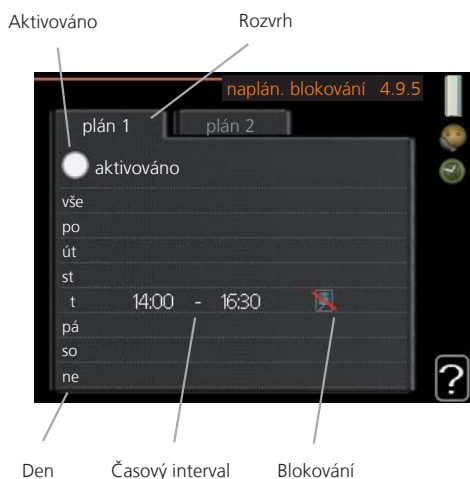 Aktivováno Rozvrh
naplán. blokování 4.9.5
plán 1 plán 2
aktivováno
vše
po
út
st
t 14:00 - 16:30
pá
so
ne
?
Den Časový interval Blokování